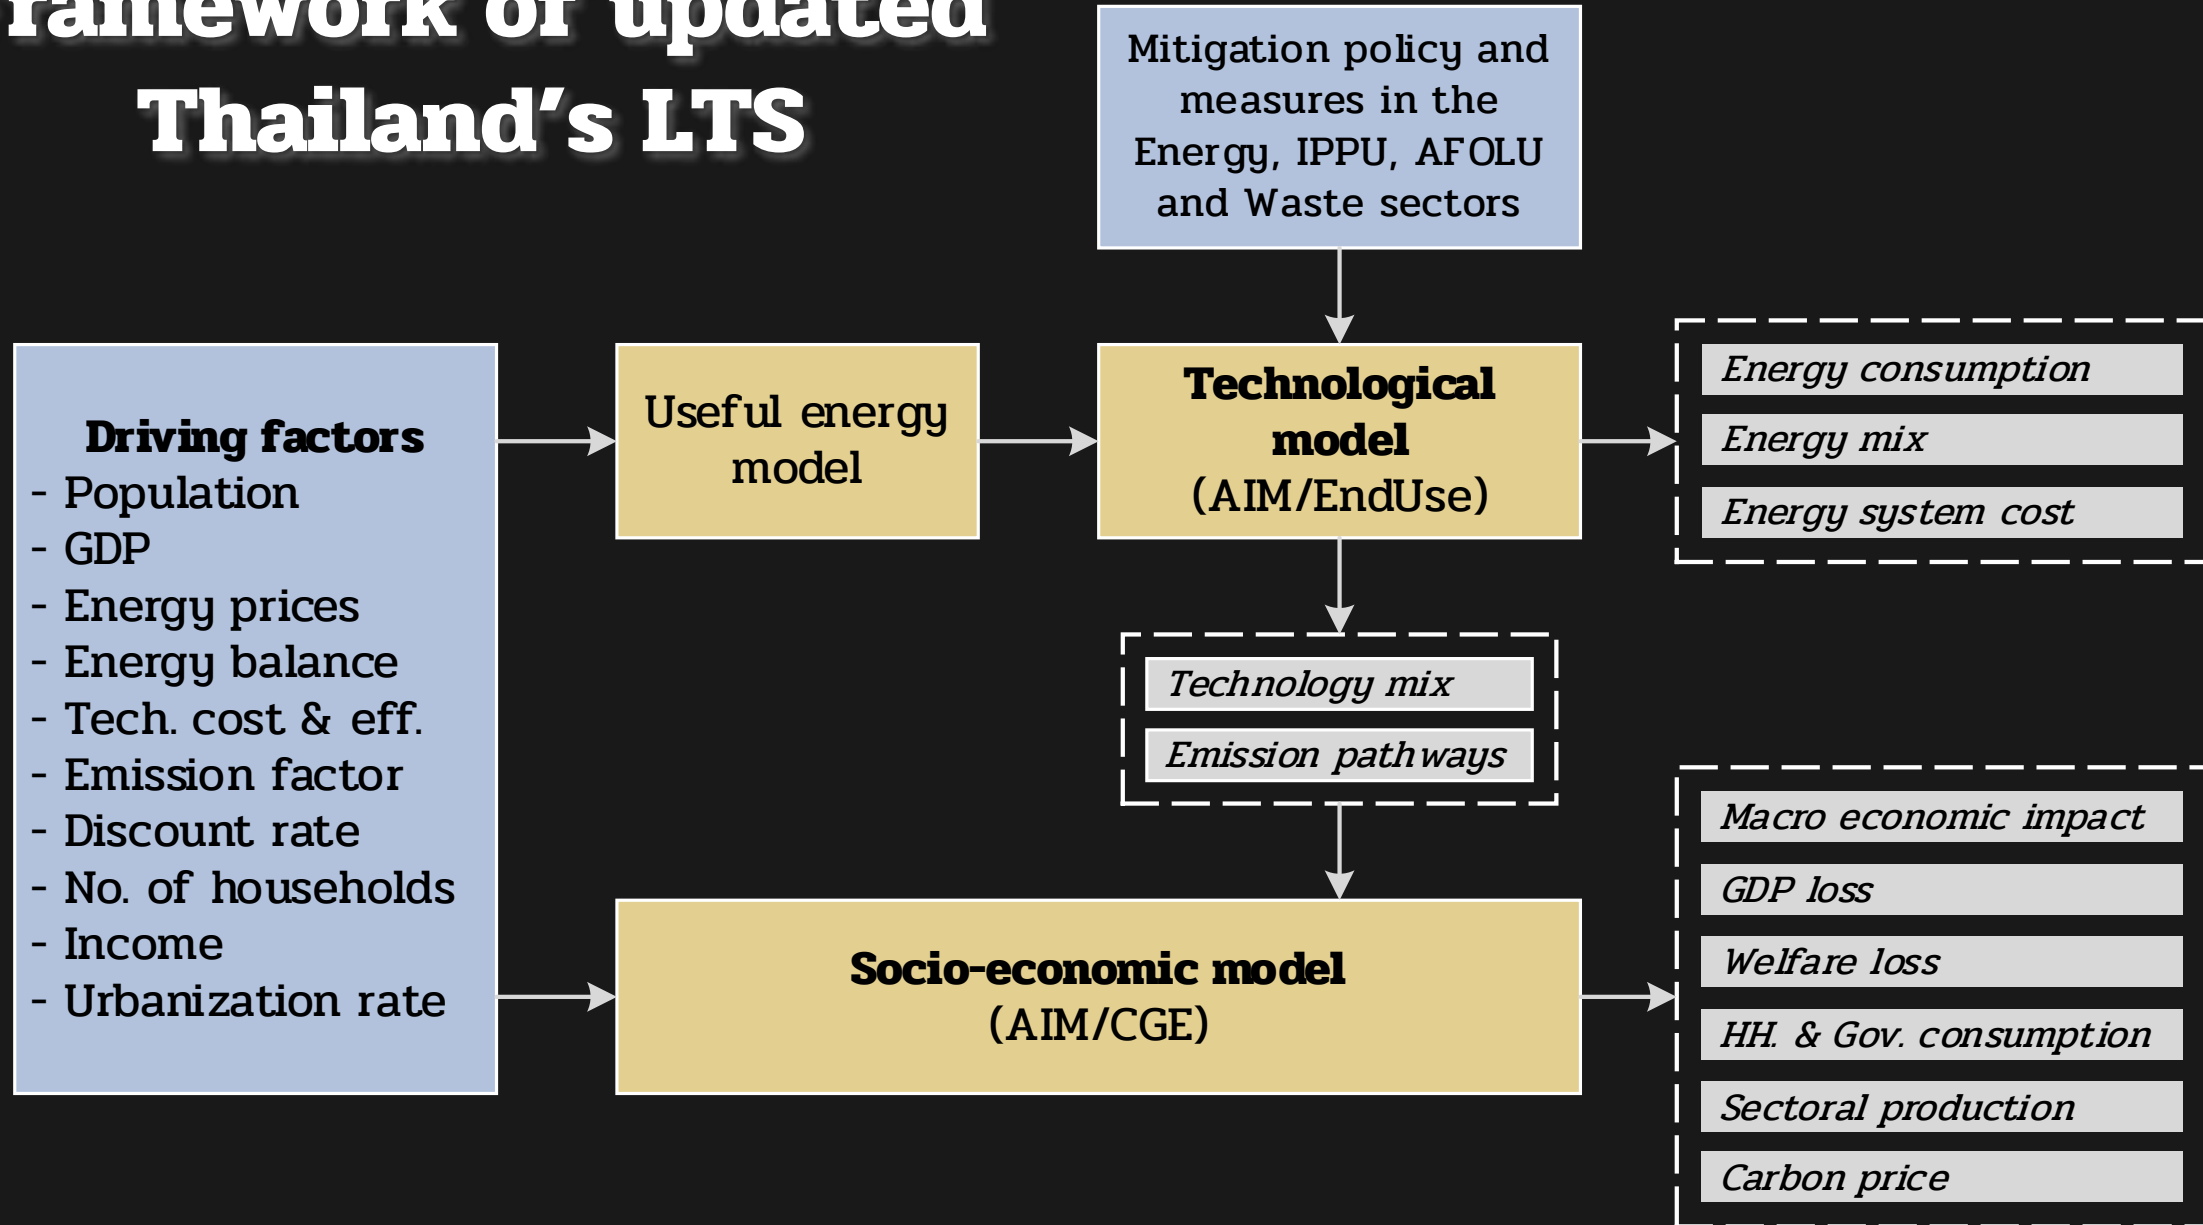 ramework of updated
Thailand's LTS
Mitigation policy and
measures in the
Energy, IPPU, AFOLU
and Waste sectors
Driving factors
- Population
- GDP
- Energy prices
- Energy balance
- Tech. cost & eff.
- Emission factor
- Discount rate
- No. of households
- Income
- Urbanization rate
Useful energy
model
Technological
model
(AIM/EndUse)
Energy consumption
Energy mix
Energy system cost
Technology mix
Emission pathways
Socio-economic model
(AIM/CGE)
Macro economic impact
GDP loss
Welfare loss
HH. & Gov. consumption
Sectoral production
Carbon price